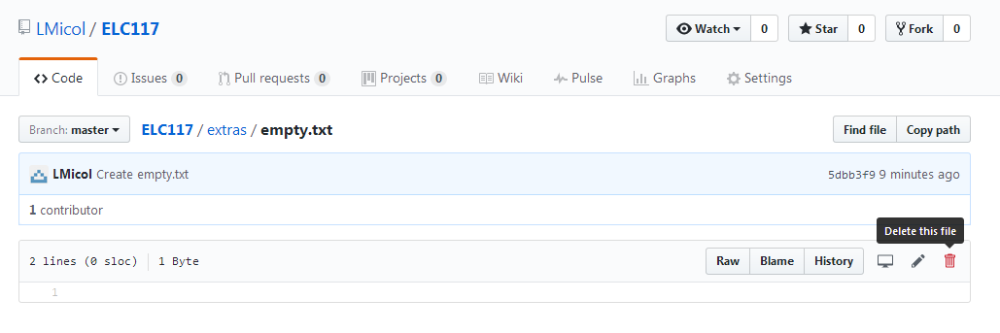 LMicol / ELC117
Watch 0 Star 0 Fork 0
Code Issues 0 Pull requests 0 Projects 0 Wiki Pulse Graphs Settings
Branch: master ELC117 / extras / empty.txt Find file Copy path
LMicol Create empty.txt 5dbb3f9 9 minutes ago
1 contributor
Delete this file
2 lines (0 sloc) 1 Byte Raw Blame History
1